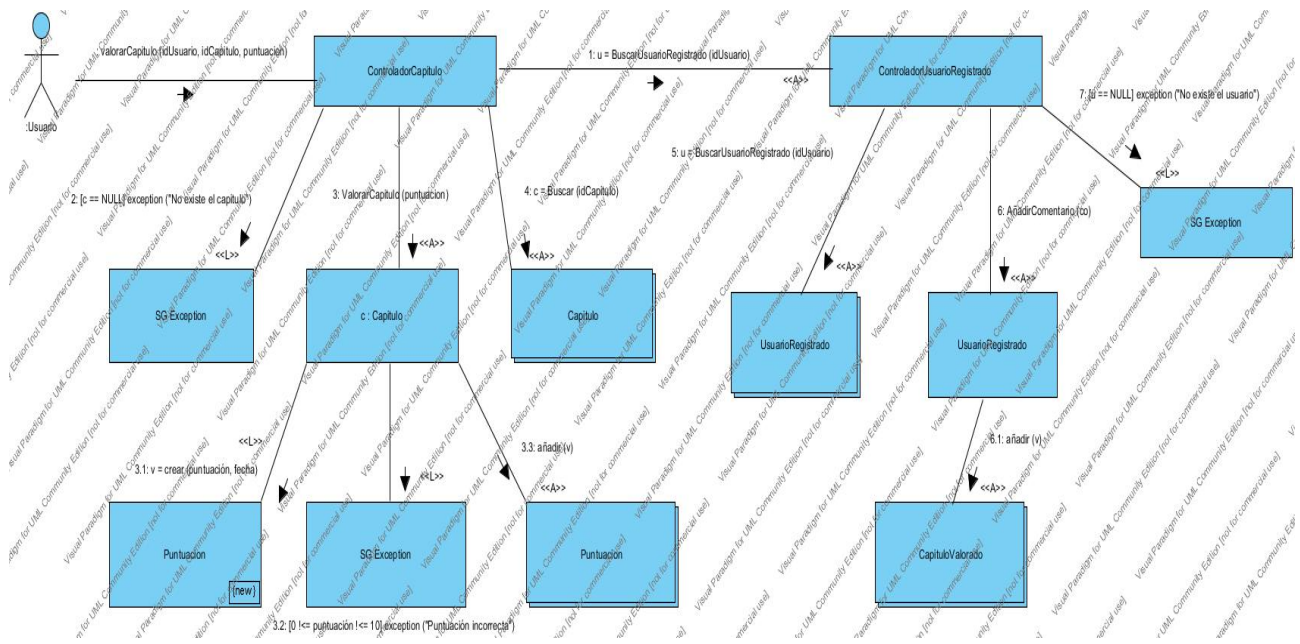 valorarCapitulo (idUsuario, idCapitulo, puntuacion)
:Usuario
ControladorCapitulo
1: u = BuscarUsuarioRegistrado (idUsuario)
<<A>>
ControladorUsuarioRegistrado
7: [u == NULL] exception ("No existe el usuario")
<<L>>
SG Exception
2: [c == NULL] exception ("No existe el capitulo")
<<L>>
3: ValorarCapitulo (puntuacion)
<<A>>
4: c = Buscar (idCapitulo)
<<A>>
5: u = BuscarUsuarioRegistrado (idUsuario)
<<A>>
6: AñadirComentario (co)
<<A>>
SG Exception
c : Capitulo
Capitulo
UsuarioRegistrado
UsuarioRegistrado
<<L>>
3.1: v = crear (puntuación, fecha)
<<L>>
3.3: añadir (v)
<<A>>
6.1: añadir (v)
<<A>>
Puntuacion
{new}
SG Exception
Puntuacion
CapituloValorado
3.2: [0 !<= puntuación !<= 10] exception ("Puntuación incorrecta")
Visual Paradigm for UML Community Edition [not for commercial use]